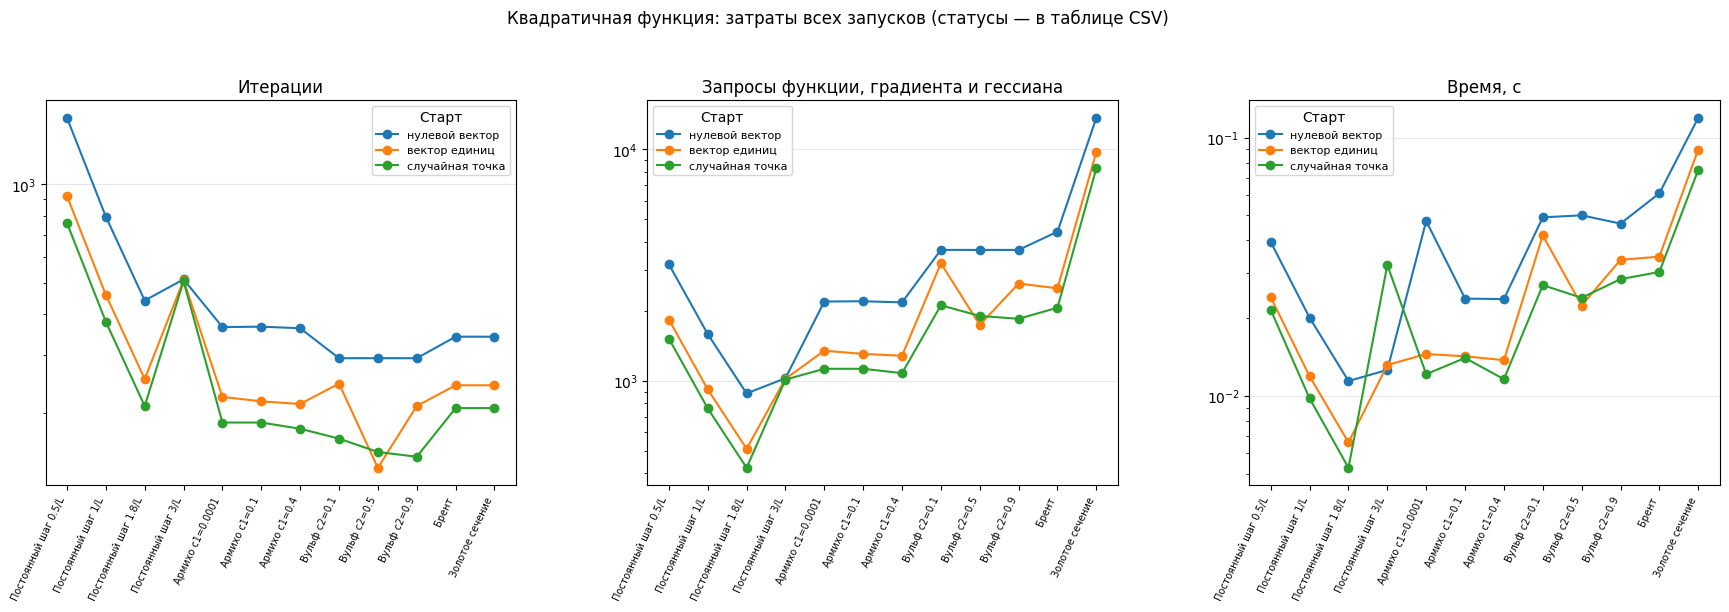 Квадратичная функция: затраты всех запусков (статусы — в таблице CSV)
Итерации
10³
Старт
нулевой вектор
вектор единиц
случайная точка
Постоянный шаг 0.5/L
Постоянный шаг 1/L
Постоянный шаг 1.8/L
Постоянный шаг 3/L
Армихо c1=0.0001
Армихо c1=0.1
Армихо c1=0.4
Вульф c2=0.1
Вульф c2=0.5
Вульф c2=0.9
Брент
Золотое сечение
Запросы функции, градиента и гессиана
10⁴
10³
Старт
нулевой вектор
вектор единиц
случайная точка
Постоянный шаг 0.5/L
Постоянный шаг 1/L
Постоянный шаг 1.8/L
Постоянный шаг 3/L
Армихо c1=0.0001
Армихо c1=0.1
Армихо c1=0.4
Вульф c2=0.1
Вульф c2=0.5
Вульф c2=0.9
Брент
Золотое сечение
Время, с
10⁻¹
10⁻²
Старт
нулевой вектор
вектор единиц
случайная точка
Постоянный шаг 0.5/L
Постоянный шаг 1/L
Постоянный шаг 1.8/L
Постоянный шаг 3/L
Армихо c1=0.0001
Армихо c1=0.1
Армихо c1=0.4
Вульф c2=0.1
Вульф c2=0.5
Вульф c2=0.9
Брент
Золотое сечение